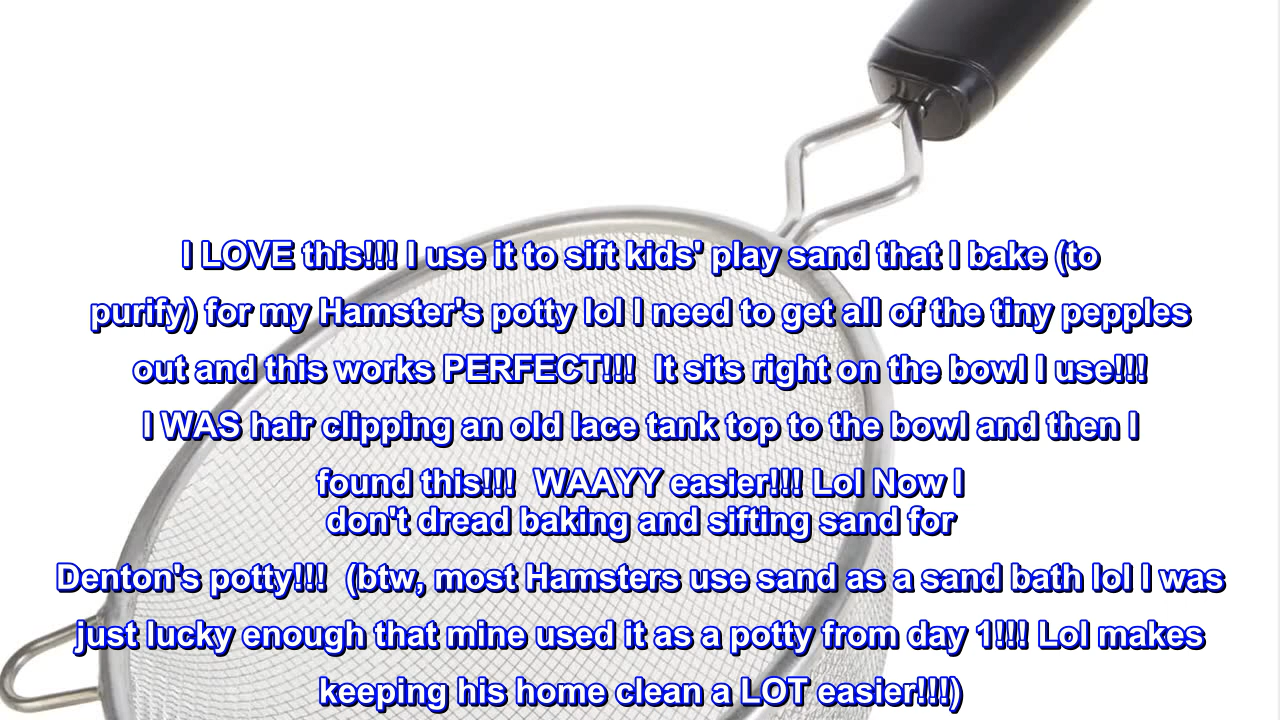 I LOVE this!!! I use it to sift kids' play sand that I bake (to
purify) for my Hamster's potty lol I need to get all of the tiny pepples
out and this works PERFECT!!!  It sits right on the bowl I use!!!
I WAS hair clipping an old lace tank top to the bowl and then I
found this!!!  WAAYY easier!!! Lol Now I
don't dread baking and sifting sand for
Denton's potty!!!  (btw, most Hamsters use sand as a sand bath lol I was
just lucky enough that mine used it as a potty from day 1!!! Lol makes
keeping his home clean a LOT easier!!!)